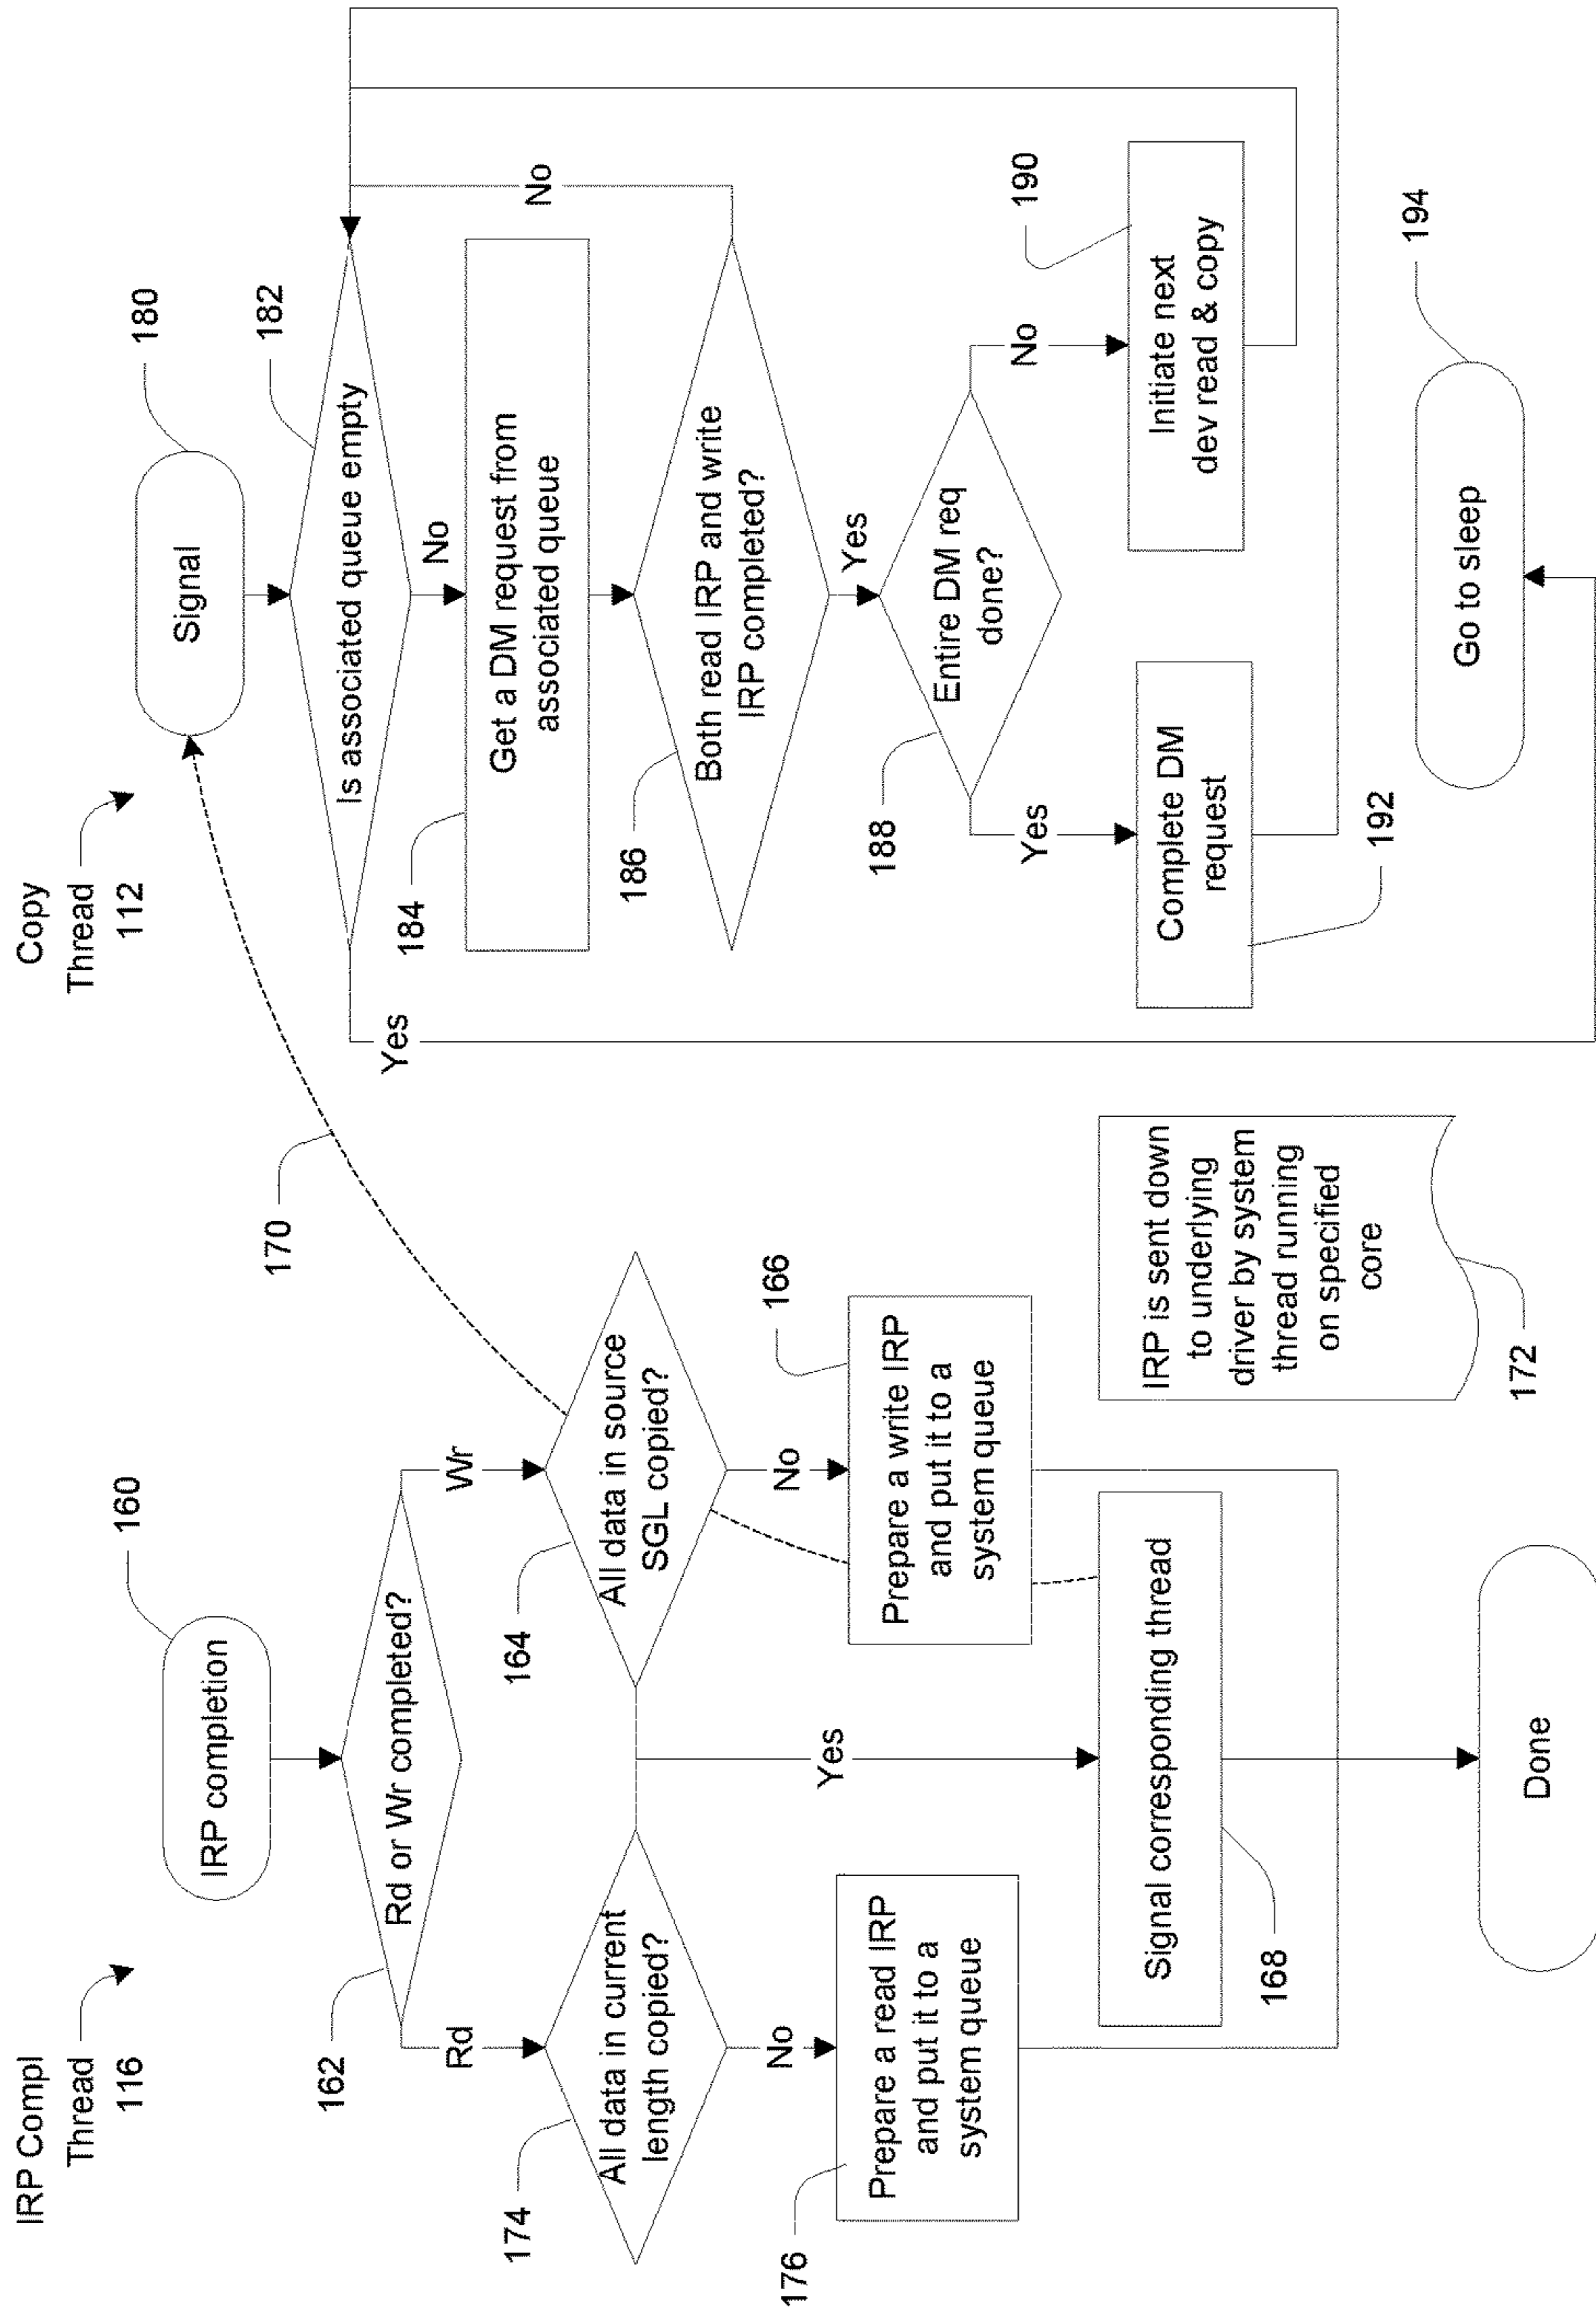 IRP Compl
Thread
116
IRP completion
160
Rd or Wr completed?
162
Rd
Wr
All data in current
length copied?
174
All data in source
SGL copied?
164
No
No
Prepare a read IRP
and put it to a
system queue
176
Prepare a write IRP
and put it to a
system queue
166
Yes
Signal corresponding thread
168
Done
170
IRP is sent down
to underlying
driver by system
thread running
on specified
core
172
Copy
Thread
112
Signal
180
Is associated queue empty
182
Yes
No
Get a DM request from
associated queue
184
Both read IRP and write
IRP completed?
186
No
Yes
Entire DM req
done?
188
Yes
No
Complete DM
request
192
Initiate next
dev read & copy
190
Go to sleep
194